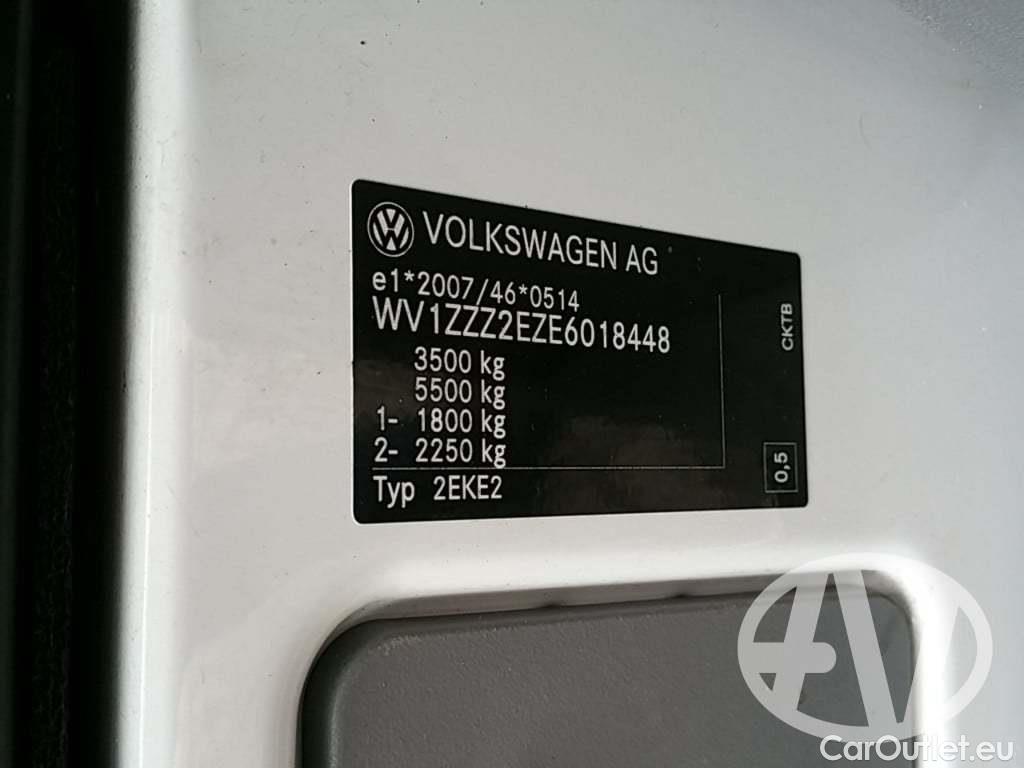 VOLKSWAGEN AG
e1*2007/46*0514
WV1ZZZ2EZE6018448
3500 kg
5500 kg
1- 1800 kg
2- 2250 kg
Typ 2EKE2
CKTB
0,5
CarOutlet.eu